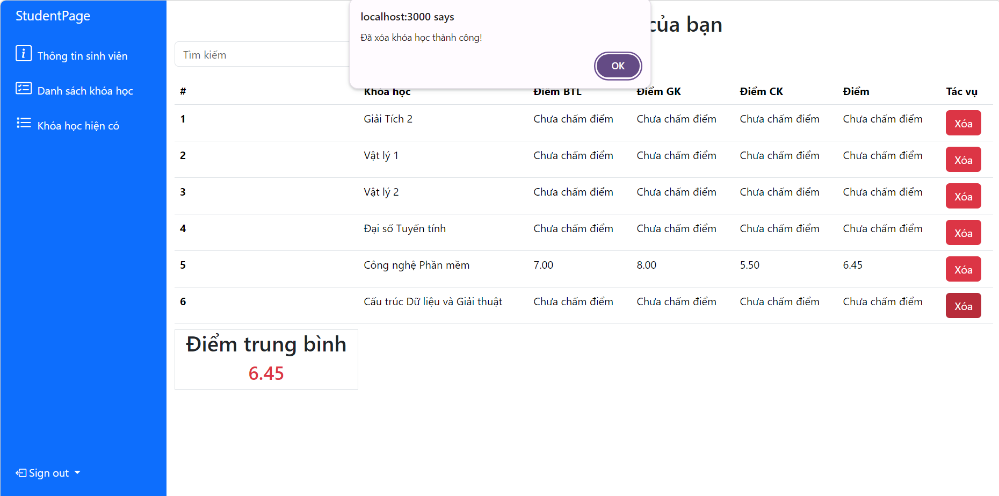 StudentPage
Thông tin sinh viên
Danh sách khóa học
Khóa học hiện có
Sign out
localhost:3000 says
Đã xóa khóa học thành công!
OK
của bạn
Tìm kiếm
# Khóa học Điểm BTL Điểm GK Điểm CK Điểm Tác vụ
1 Giải Tích 2 Chưa chấm điểm Chưa chấm điểm Chưa chấm điểm Chưa chấm điểm Xóa
2 Vật lý 1 Chưa chấm điểm Chưa chấm điểm Chưa chấm điểm Chưa chấm điểm Xóa
3 Vật lý 2 Chưa chấm điểm Chưa chấm điểm Chưa chấm điểm Chưa chấm điểm Xóa
4 Đại số Tuyến tính Chưa chấm điểm Chưa chấm điểm Chưa chấm điểm Chưa chấm điểm Xóa
5 Công nghệ Phần mềm 7.00 8.00 5.50 6.45 Xóa
6 Cấu trúc Dữ liệu và Giải thuật Chưa chấm điểm Chưa chấm điểm Chưa chấm điểm Chưa chấm điểm Xóa
Điểm trung bình
6.45